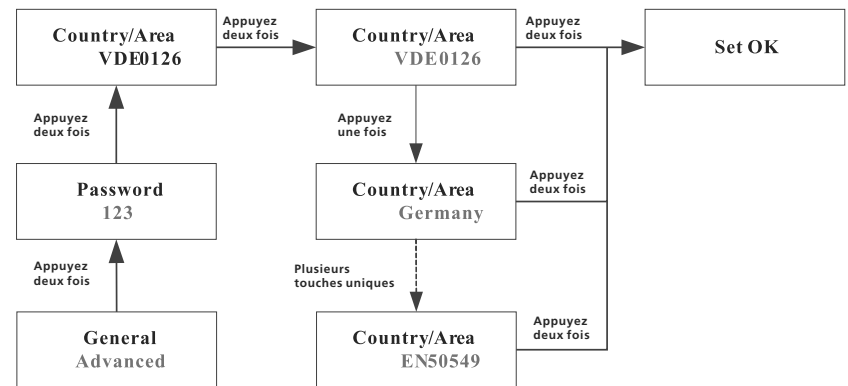 Country/Area
VDE0126
Appuyez
deux fois
Country/Area
VDE0126
Appuyez
deux fois
Set OK
Appuyez
deux fois
Appuyez
une fois
Password
123
Country/Area
Germany
Appuyez
deux fois
Appuyez
deux fois
Plusieurs
touches uniques
General
Advanced
Country/Area
EN50549
Appuyez
deux fois